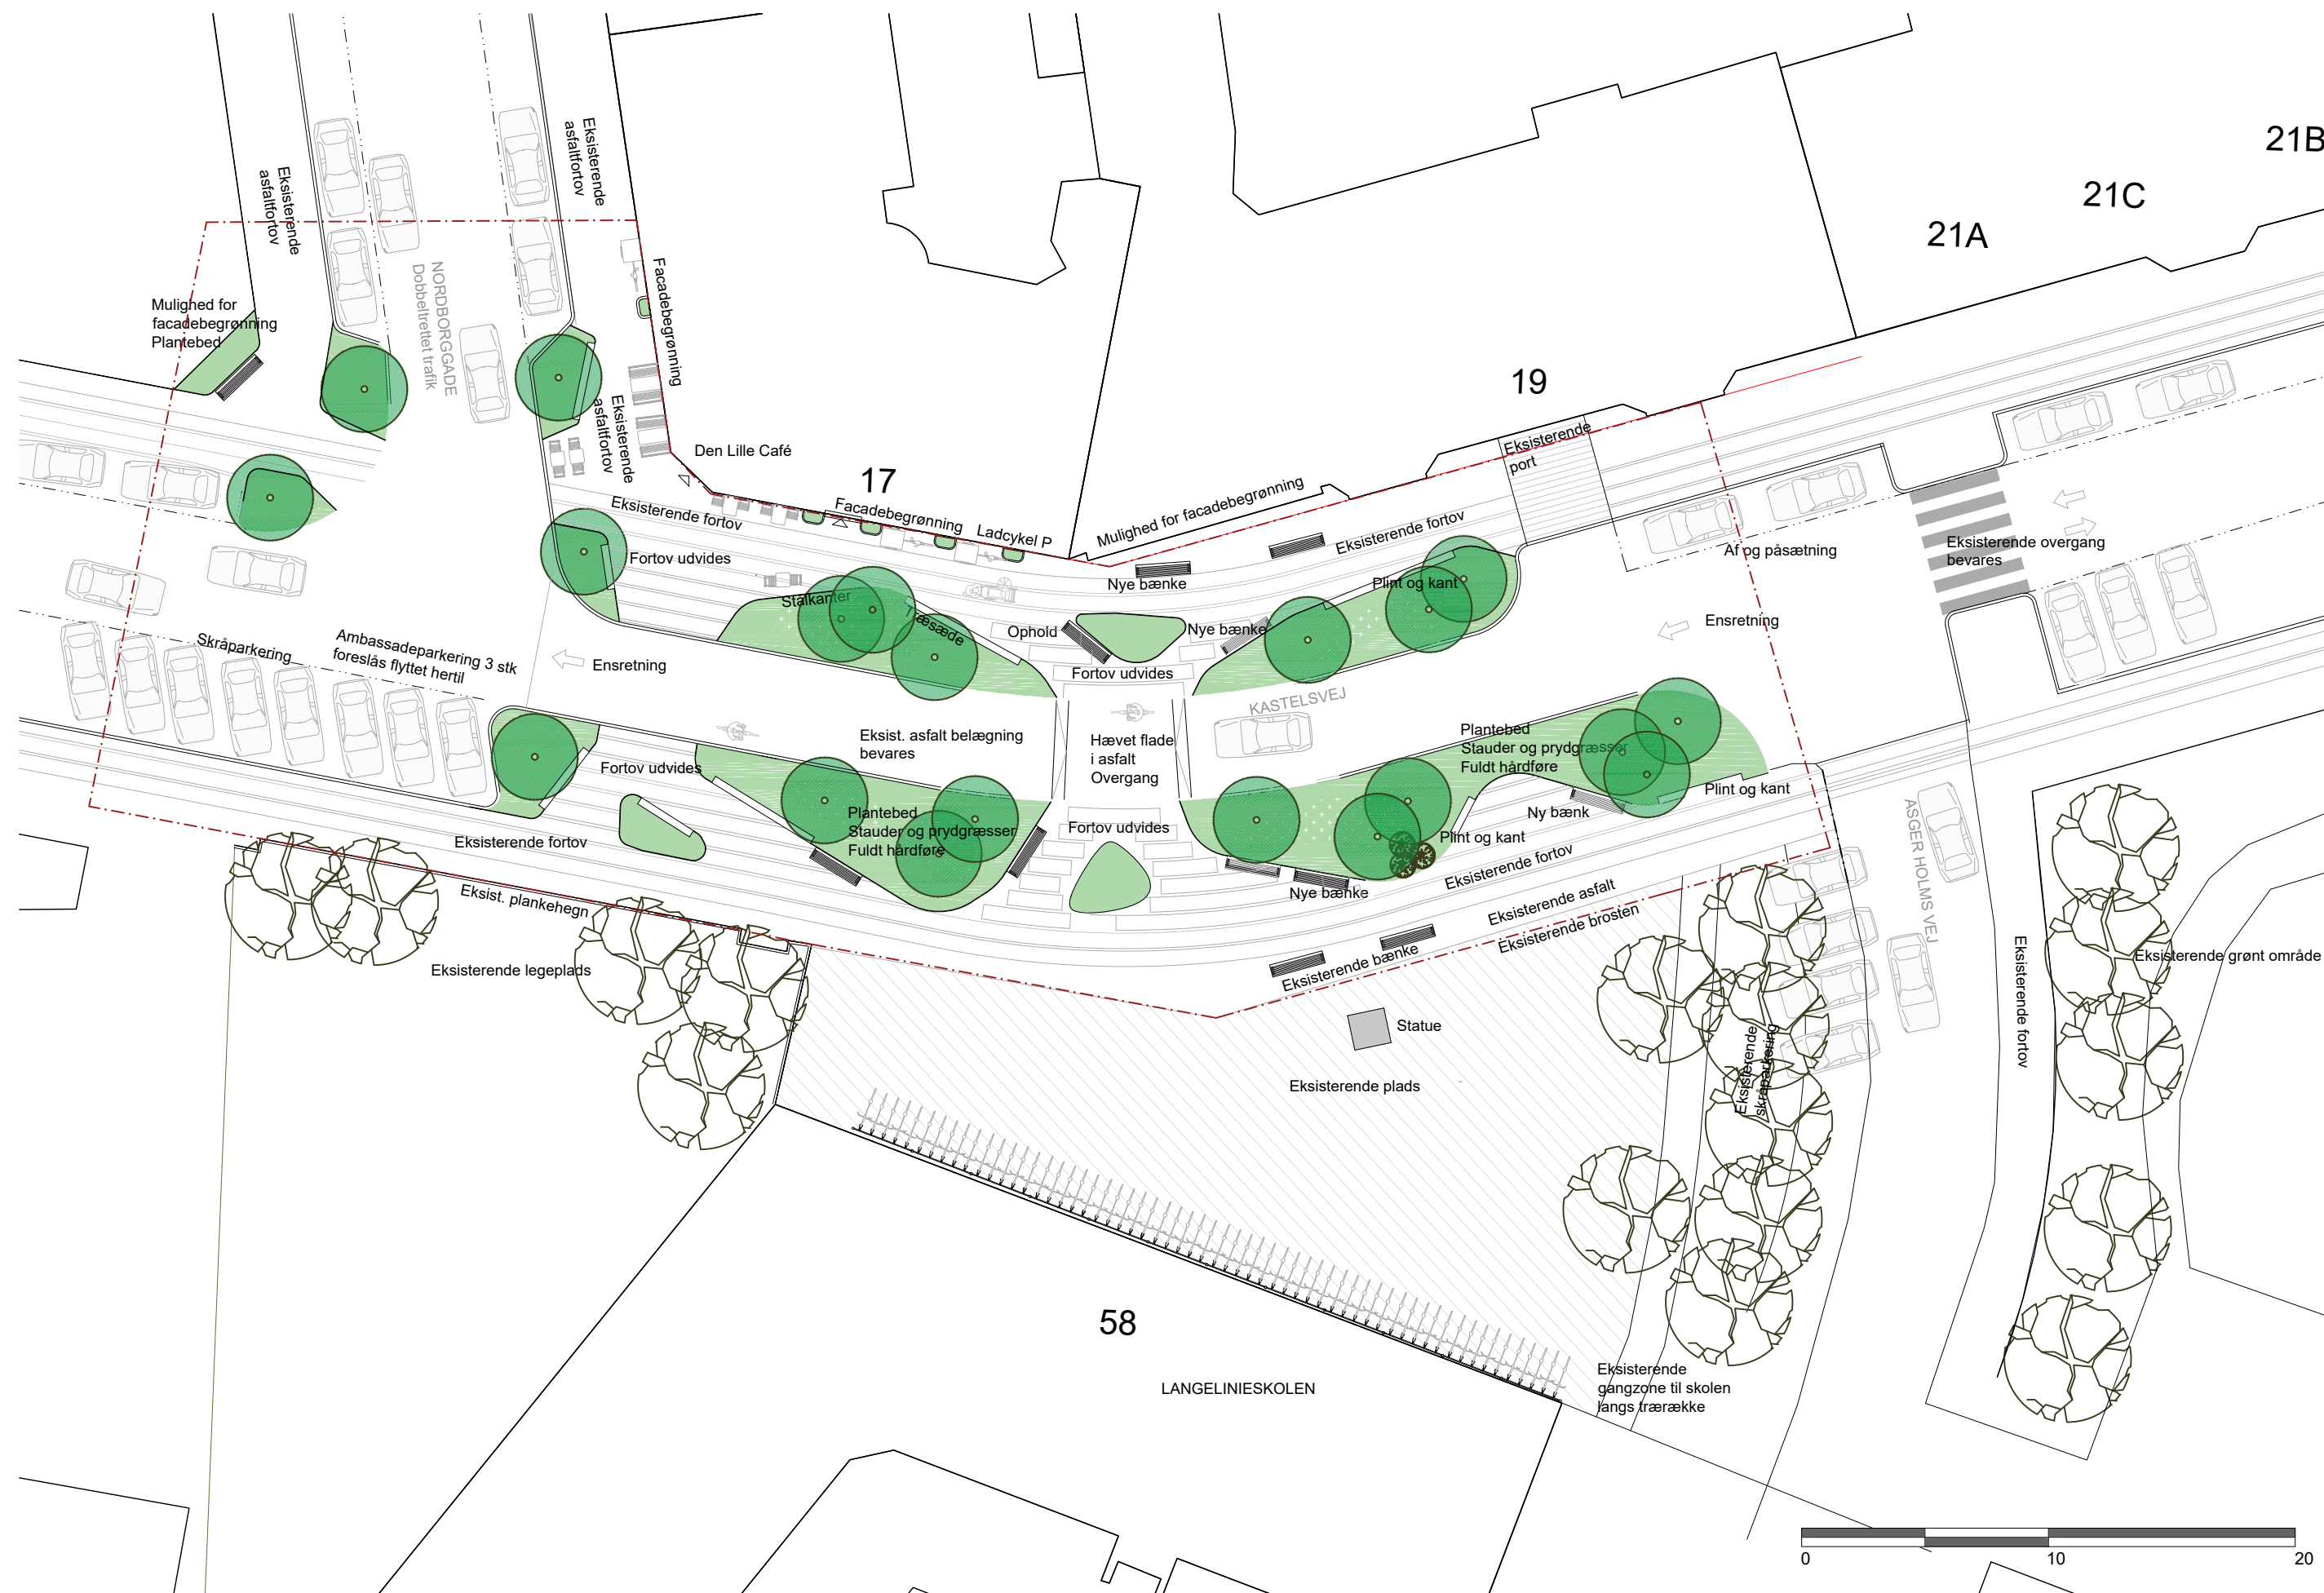 21B
21C
21A
Eksisterende
asfaltfortov
Eksisterende
asfaltfortov
NORDBORGGADE
Dobbeltrettet trafik
Facadebegrønning
Mulighed for
facadebegrønning
Plantebed
19
Eksisterende
asfaltfortov
Den Lille Café
17
Eksisterende
port
Eksisterende fortov
Facadebegrønning
Ladcykel P
Mulighed for facadebegrønning
Eksisterende fortov
Af og påsætning
Eksisterende overgang
bevares
Fortov udvides
Nye bænke
Plint og kant
Stålkanter
Træsæde
Ophold
Nye bænke
Ensretning
Skråparkering
Ambassadeparkering 3 stk
foreslås flyttet hertil
Ensretning
Fortov udvides
KASTELSVEJ
Eksist. asfalt belægning
bevares
Hævet flade
i asfalt
Overgang
Plantebed
Stauder og prydgræsser
Fuldt hårdføre
Fortov udvides
Plint og kant
Plantebed
Stauder og prydgræsser
Fuldt hårdføre
Fortov udvides
Ny bænk
Plint og kant
Eksisterende fortov
Eksisterende fortov
ASGER HOLMS VEJ
Eksist. plankehegn
Nye bænke
Eksisterende asfalt
Eksisterende brosten
Eksisterende legeplads
Eksisterende bænke
Eksisterende fortov
Eksisterende grønt område
Statue
Eksisterende plads
Eksisterende
skråparkering
58
LANGELINIESKOLEN
Eksisterende
gangzone til skolen
langs trærække
0 10 20